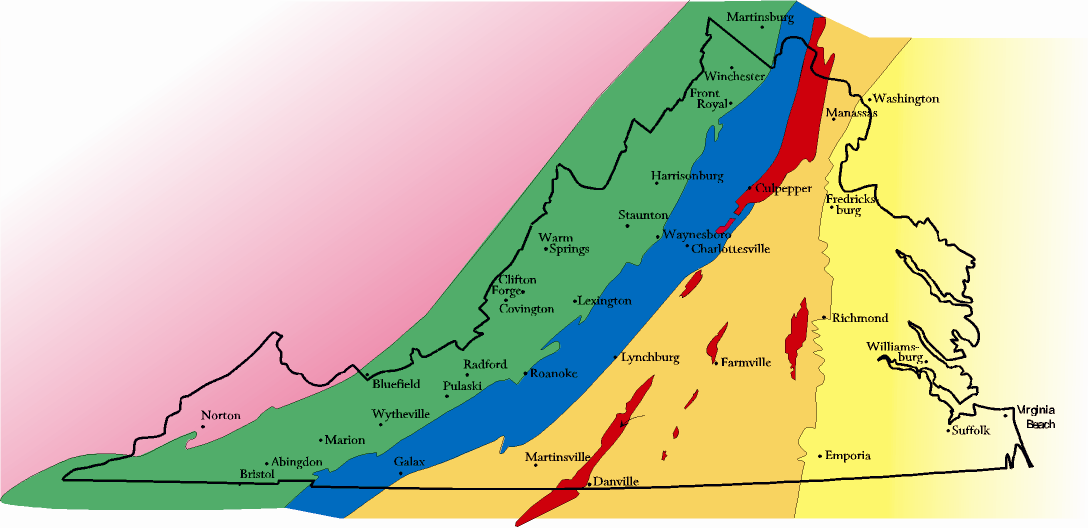 Martinsburg
Winchester
Front
Royal
Washington
Manassas
Harrisonburg
Culpepper
Fredricks-
burg
Staunton
Waynesboro
Charlottesville
Warm
Springs
Clifton
Forge
Covington
Lexington
Richmond
Williams-
burg
Lynchburg
Farmville
Radford
Roanoke
Bluefield
Pulaski
Norton
Wytheville
Virginia
Beach
Suffolk
Marion
Abingdon
Galax
Martinsville
Emporia
Bristol
Danville